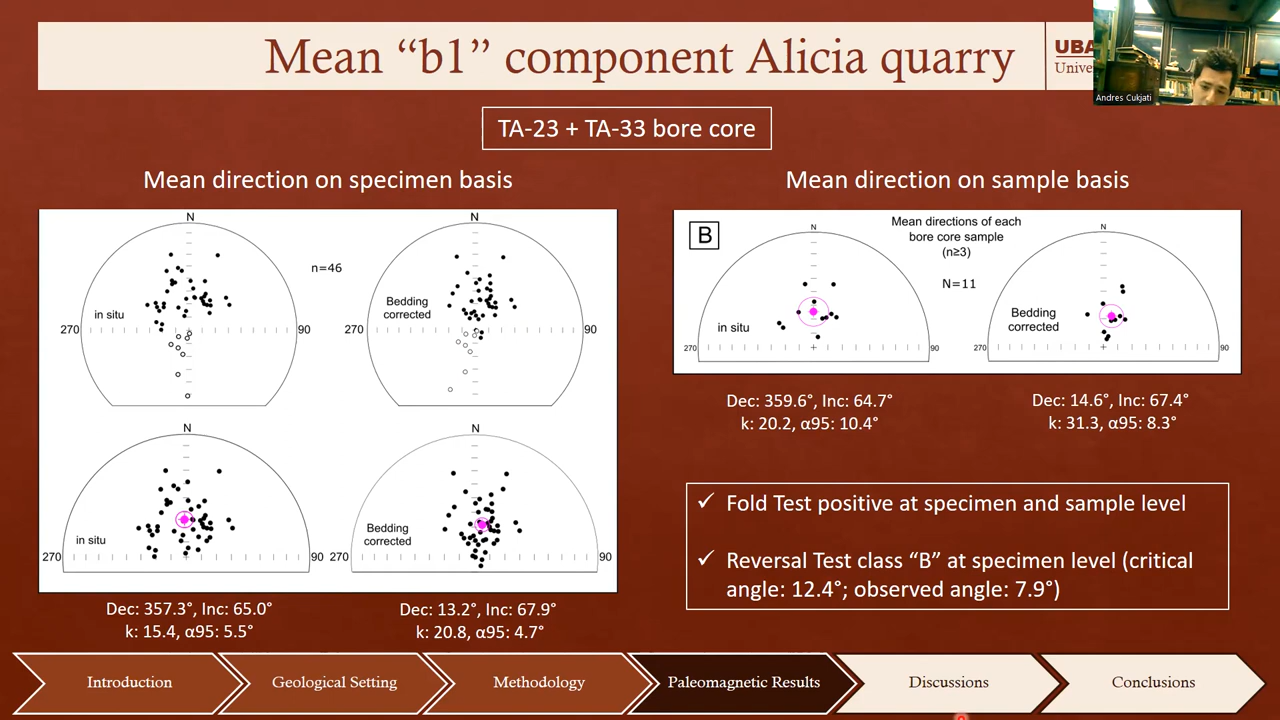 Mean “b1” component Alicia quarry
UBA
Unive
Andres Cukjati
TA-23 + TA-33 bore core
Mean direction on specimen basis
Mean direction on sample basis
N
N
n=46
in situ
Bedding
corrected
270
90
270
90
N
N
in situ
Bedding
corrected
270
90
270
90
Dec: 357.3°, Inc: 65.0°
k: 15.4, α95: 5.5°
Dec: 13.2°, Inc: 67.9°
k: 20.8, α95: 4.7°
B
Mean directions of each
bore core sample
(n≥3)
N=11
N
N
in situ
Bedding
corrected
270
90
270
90
Dec: 359.6°, Inc: 64.7°
k: 20.2, α95: 10.4°
Dec: 14.6°, Inc: 67.4°
k: 31.3, α95: 8.3°
✓ Fold Test positive at specimen and sample level
✓ Reversal Test class “B” at specimen level (critical
angle: 12.4°; observed angle: 7.9°)
Introduction
Geological Setting
Methodology
Paleomagnetic Results
Discussions
Conclusions